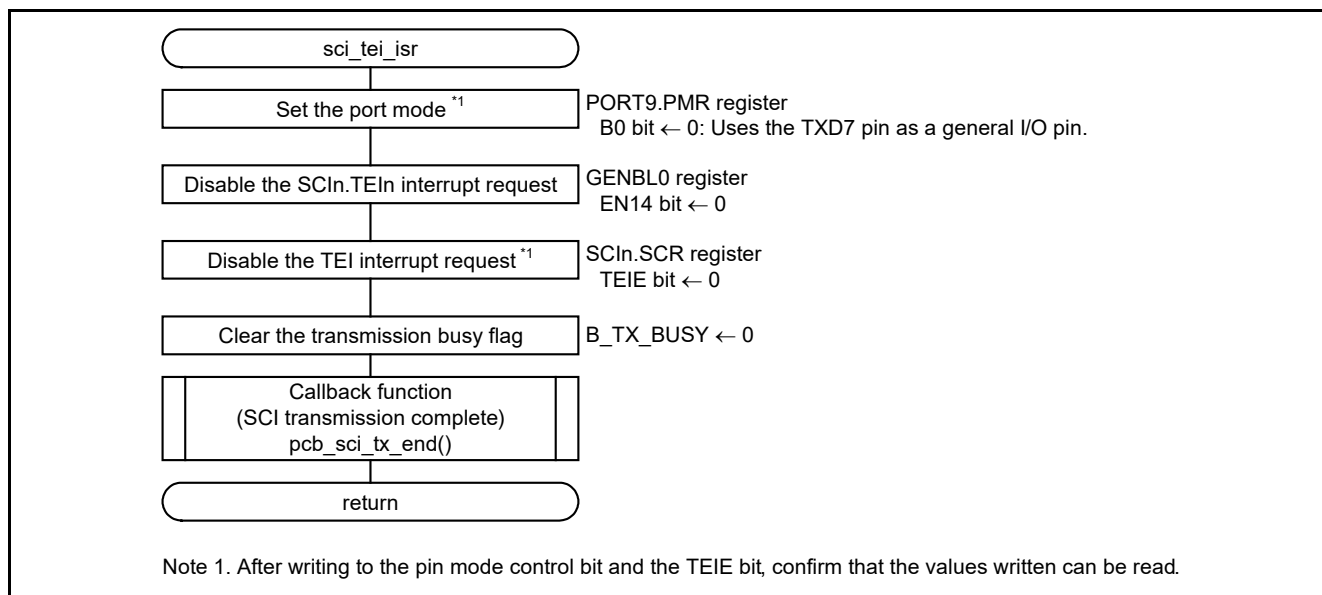 sci_tei_isr
Set the port mode *1
PORT9.PMR register
B0 bit ← 0: Uses the TXD7 pin as a general I/O pin.
Disable the SCIn.TEIn interrupt request
GENBL0 register
EN14 bit ← 0
Disable the TEI interrupt request *1
SCIn.SCR register
TEIE bit ← 0
Clear the transmission busy flag
B_TX_BUSY ← 0
Callback function
(SCI transmission complete)
pcb_sci_tx_end()
return
Note 1. After writing to the pin mode control bit and the TEIE bit, confirm that the values written can be read.